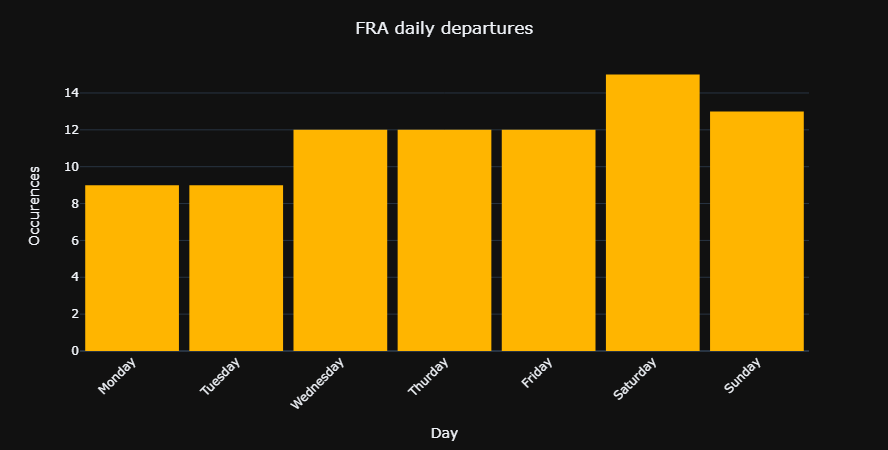 FRA daily departures
14
12
10
8
6
4
2
0
Occurences
Monday
Tuesday
Wednesday
Thurday
Friday
Saturday
Sunday
Day